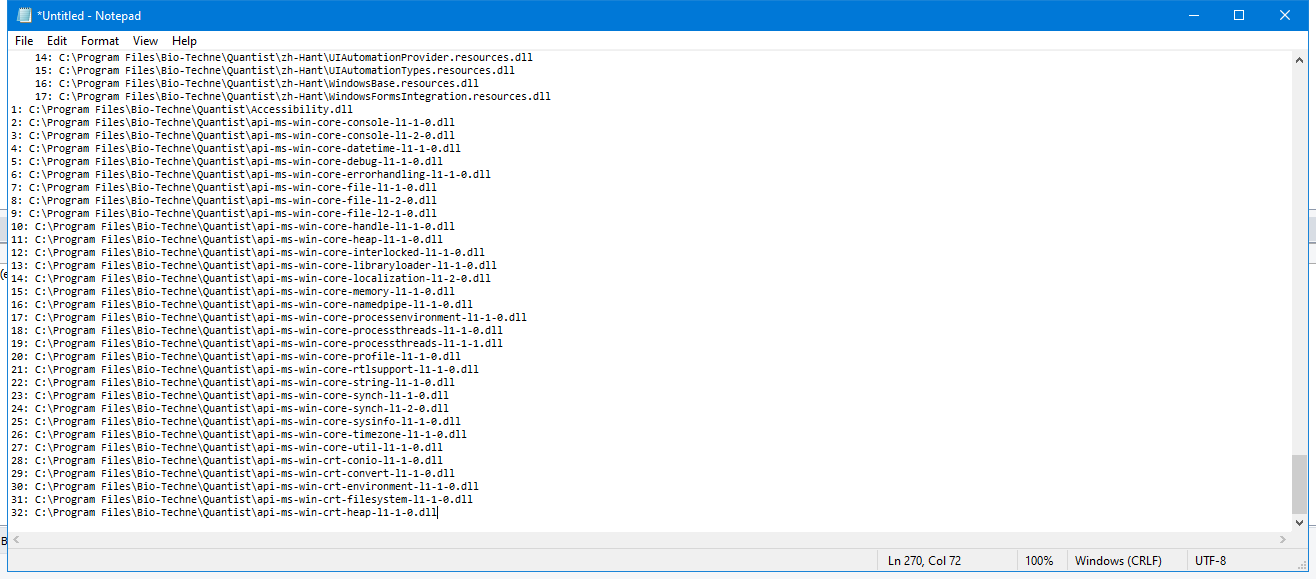 *Untitled - Notepad
File Edit Format View Help
14: C:\Program Files\Bio-Techne\Quantist\zh-Hant\UIAutomationProvider.resources.dll
15: C:\Program Files\Bio-Techne\Quantist\zh-Hant\UIAutomationTypes.resources.dll
16: C:\Program Files\Bio-Techne\Quantist\zh-Hant\WindowsBase.resources.dll
17: C:\Program Files\Bio-Techne\Quantist\zh-Hant\WindowsFormsIntegration.resources.dll
1: C:\Program Files\Bio-Techne\Quantist\Accessibility.dll
2: C:\Program Files\Bio-Techne\Quantist\api-ms-win-core-console-l1-1-0.dll
3: C:\Program Files\Bio-Techne\Quantist\api-ms-win-core-console-l1-2-0.dll
4: C:\Program Files\Bio-Techne\Quantist\api-ms-win-core-datetime-l1-1-0.dll
5: C:\Program Files\Bio-Techne\Quantist\api-ms-win-core-debug-l1-1-0.dll
6: C:\Program Files\Bio-Techne\Quantist\api-ms-win-core-errorhandling-l1-1-0.dll
7: C:\Program Files\Bio-Techne\Quantist\api-ms-win-core-file-l1-1-0.dll
8: C:\Program Files\Bio-Techne\Quantist\api-ms-win-core-file-l1-2-0.dll
9: C:\Program Files\Bio-Techne\Quantist\api-ms-win-core-file-l2-1-0.dll
10: C:\Program Files\Bio-Techne\Quantist\api-ms-win-core-handle-l1-1-0.dll
11: C:\Program Files\Bio-Techne\Quantist\api-ms-win-core-heap-l1-1-0.dll
12: C:\Program Files\Bio-Techne\Quantist\api-ms-win-core-interlocked-l1-1-0.dll
13: C:\Program Files\Bio-Techne\Quantist\api-ms-win-core-libraryloader-l1-1-0.dll
14: C:\Program Files\Bio-Techne\Quantist\api-ms-win-core-localization-l1-2-0.dll
15: C:\Program Files\Bio-Techne\Quantist\api-ms-win-core-memory-l1-1-0.dll
16: C:\Program Files\Bio-Techne\Quantist\api-ms-win-core-namedpipe-l1-1-0.dll
17: C:\Program Files\Bio-Techne\Quantist\api-ms-win-core-processenvironment-l1-1-0.dll
18: C:\Program Files\Bio-Techne\Quantist\api-ms-win-core-processthreads-l1-1-0.dll
19: C:\Program Files\Bio-Techne\Quantist\api-ms-win-core-processthreads-l1-1-1.dll
20: C:\Program Files\Bio-Techne\Quantist\api-ms-win-core-profile-l1-1-0.dll
21: C:\Program Files\Bio-Techne\Quantist\api-ms-win-core-rtlsupport-l1-1-0.dll
22: C:\Program Files\Bio-Techne\Quantist\api-ms-win-core-string-l1-1-0.dll
23: C:\Program Files\Bio-Techne\Quantist\api-ms-win-core-synch-l1-1-0.dll
24: C:\Program Files\Bio-Techne\Quantist\api-ms-win-core-synch-l1-2-0.dll
25: C:\Program Files\Bio-Techne\Quantist\api-ms-win-core-sysinfo-l1-1-0.dll
26: C:\Program Files\Bio-Techne\Quantist\api-ms-win-core-timezone-l1-1-0.dll
27: C:\Program Files\Bio-Techne\Quantist\api-ms-win-core-util-l1-1-0.dll
28: C:\Program Files\Bio-Techne\Quantist\api-ms-win-crt-conio-l1-1-0.dll
29: C:\Program Files\Bio-Techne\Quantist\api-ms-win-crt-convert-l1-1-0.dll
30: C:\Program Files\Bio-Techne\Quantist\api-ms-win-crt-environment-l1-1-0.dll
31: C:\Program Files\Bio-Techne\Quantist\api-ms-win-crt-filesystem-l1-1-0.dll
32: C:\Program Files\Bio-Techne\Quantist\api-ms-win-crt-heap-l1-1-0.dll
Ln 270, Col 72 100% Windows (CRLF) UTF-8